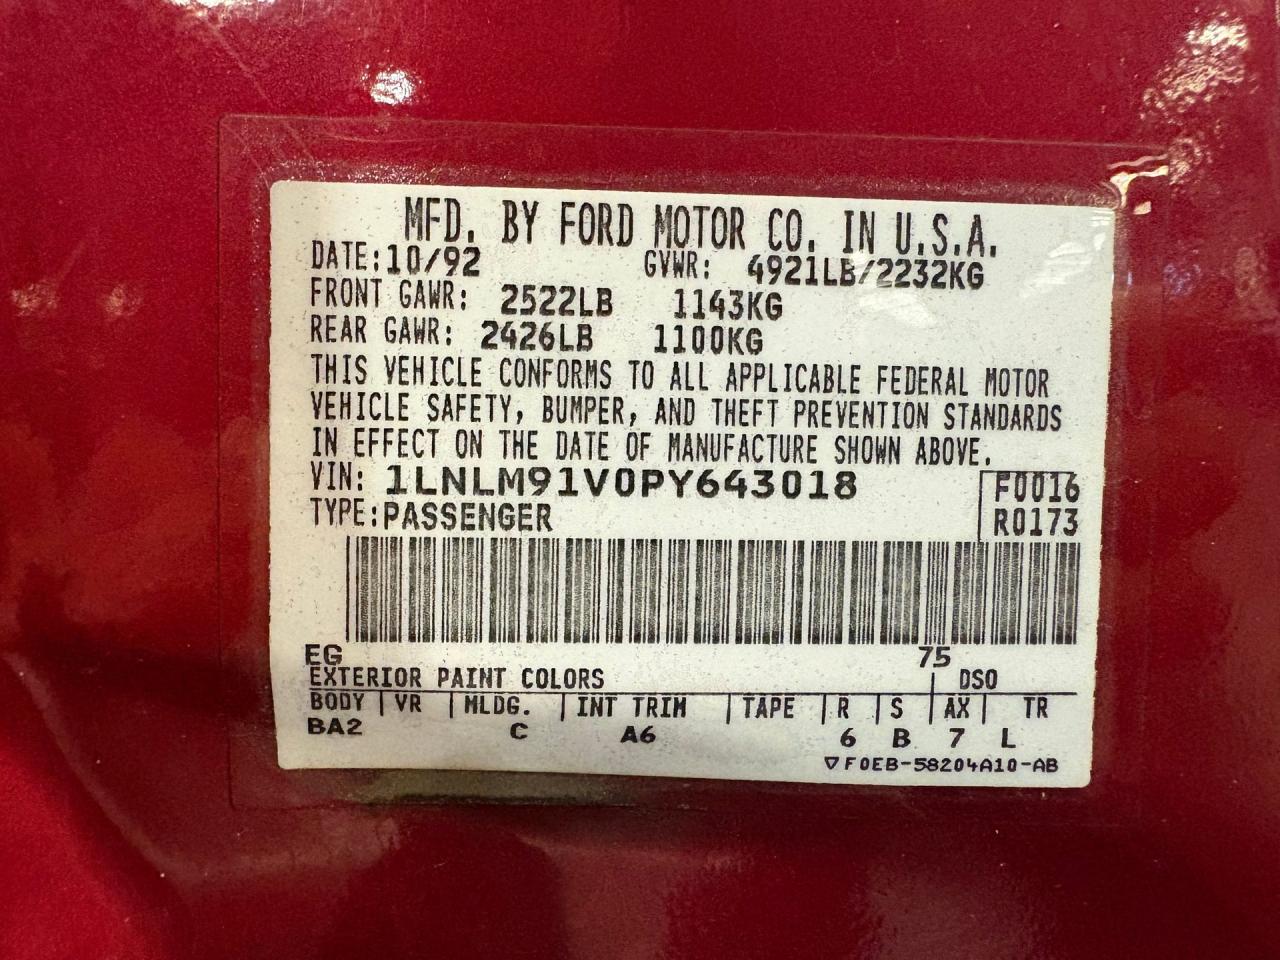 MFD. BY FORD MOTOR CO. IN U.S.A.
DATE: 10/92 GVWR: 4921LB/2232KG
FRONT GAWR: 2522LB 1143KG
REAR GAWR: 2426LB 1100KG
THIS VEHICLE CONFORMS TO ALL APPLICABLE FEDERAL MOTOR
VEHICLE SAFETY, BUMPER, AND THEFT PREVENTION STANDARDS
IN EFFECT ON THE DATE OF MANUFACTURE SHOWN ABOVE.
VIN: 1LNLM91V0PY643018 F0016
TYPE: PASSENGER R0173
EG 75
EXTERIOR PAINT COLORS DSO
BODY VR MLDG. INT TRIM TAPE R S AX TR
BA2 C A6 6 B 7 L
▽F0EB-58204A10-AB